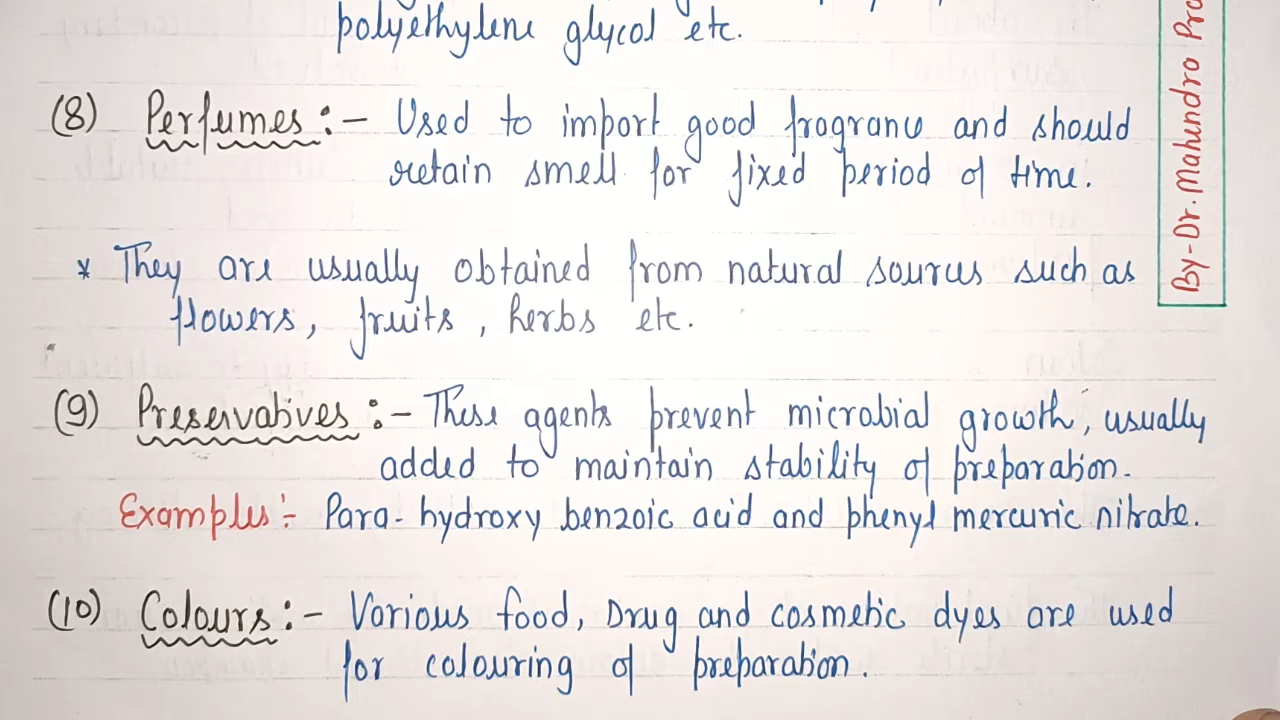 polyethylene glycol etc.
(8) Perfumes :- Used to import good frogranu and should
retain smell for fixed period of time.
* They are usually obtained from natural sourus such as
flowers, fruits, herbs etc.
(9) Preservatives :- These agents prevent microbial growth, usually
added to maintain stability of preparation.
Examples :- Para-hydroxy benzoic acid and phenyl mercuric nitrate.
(10) Colours :- Various food, Drug and cosmetic dyes are used
for colouring of preparation.
By-Dr. Mahendra Pra